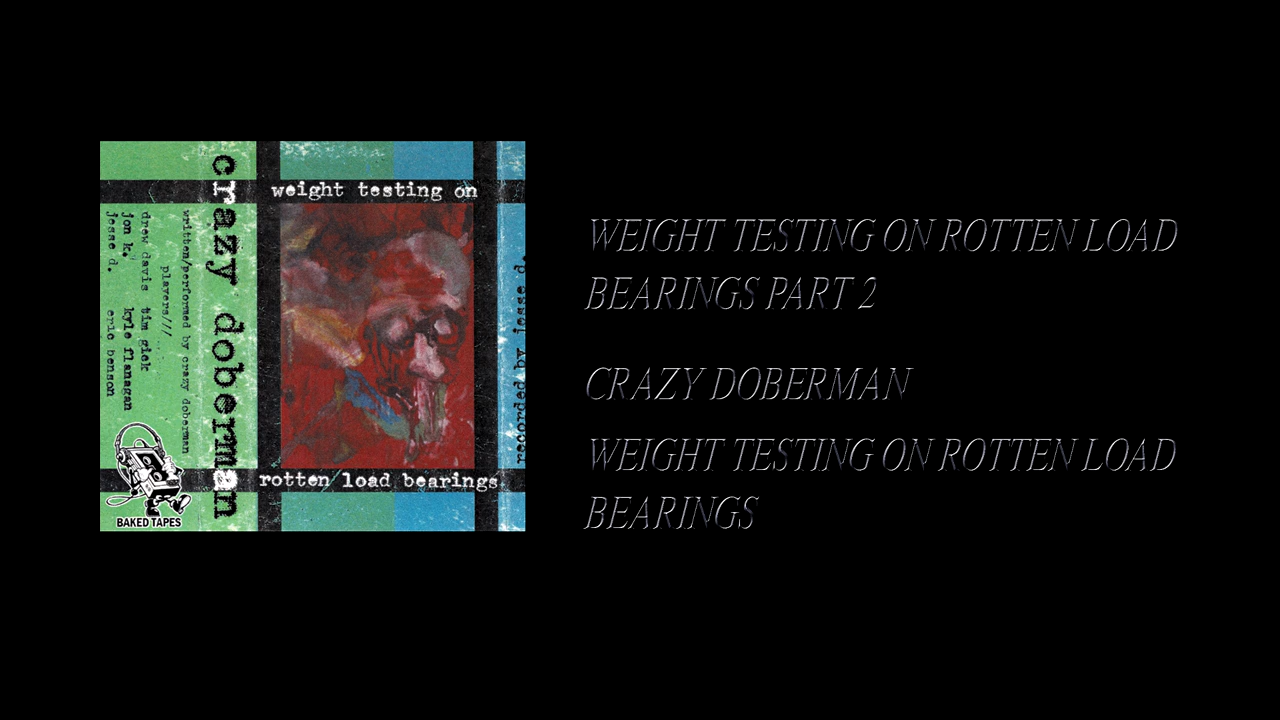 crazy doberman
written/performed by crazy doberman
players///
drew davis tim gick
jon k. kyle flanagan
jesse d. eric benson
BAKED TAPES
weight testing on
rotten load bearings
recorded by jesse d.
WEIGHT TESTING ON ROTTEN LOAD
BEARINGS PART 2
CRAZY DOBERMAN
WEIGHT TESTING ON ROTTEN LOAD
BEARINGS